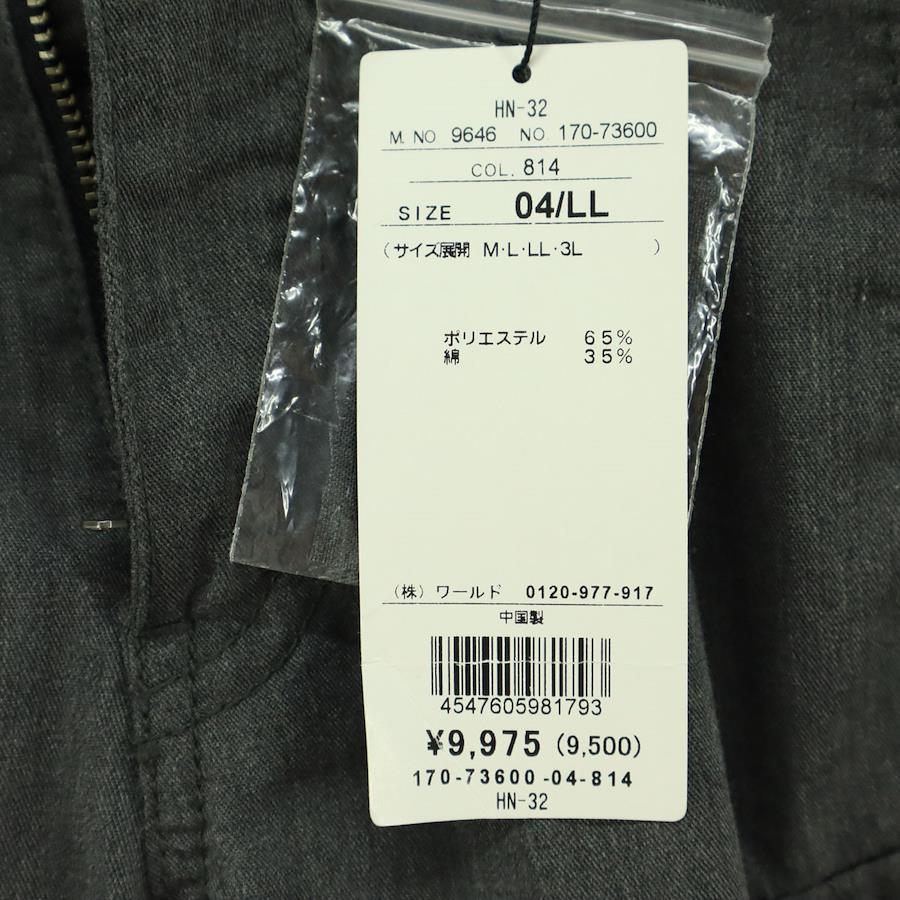 HN-32
M. NO 9646 NO. 170-73600
COL. 814
SIZE 04/LL
(サイズ展開 M・L・LL・3L )
ポリエステル 65%
綿 35%
(株)ワールド 0120-977-917
中国製
4547605981793
¥9,975 (9,500)
170-73600-04-814
HN-32